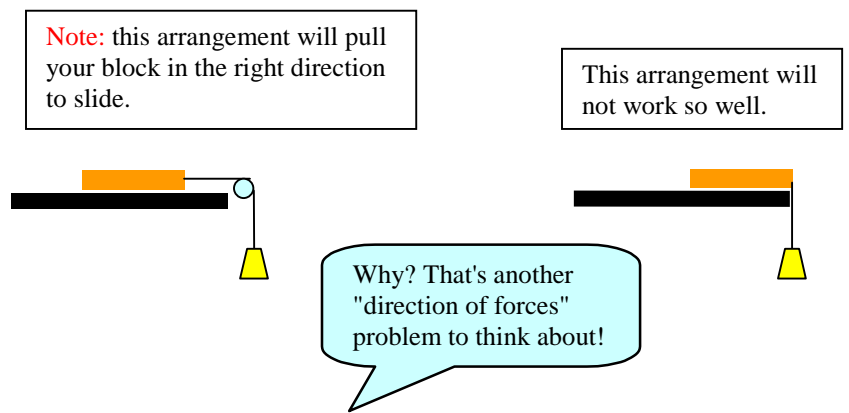 Note: this arrangement will pull
your block in the right direction
to slide.
This arrangement will
not work so well.
Why? That's another
"direction of forces"
problem to think about!